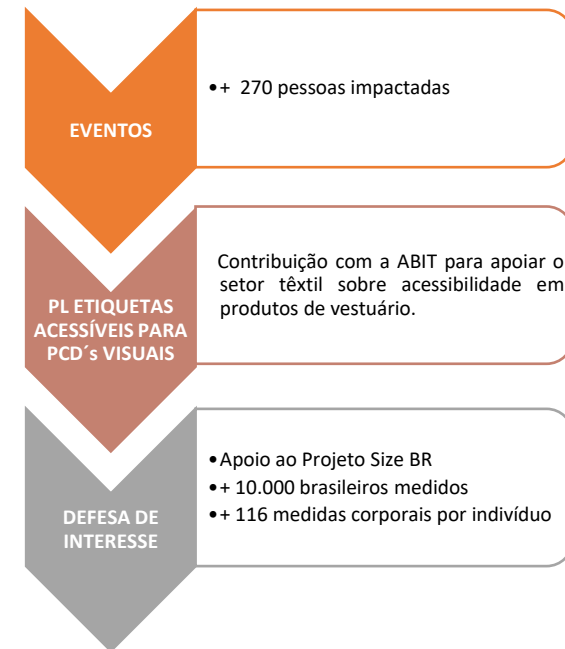 EVENTOS
•+ 270 pessoas impactadas
PL ETIQUETAS
ACESSÍVEIS PARA
PCD´s VISUAIS
Contribuição com a ABIT para apoiar o
setor têxtil sobre acessibilidade em
produtos de vestuário.
DEFESA DE
INTERESSE
•Apoio ao Projeto Size BR
•+ 10.000 brasileiros medidos
•+ 116 medidas corporais por indivíduo